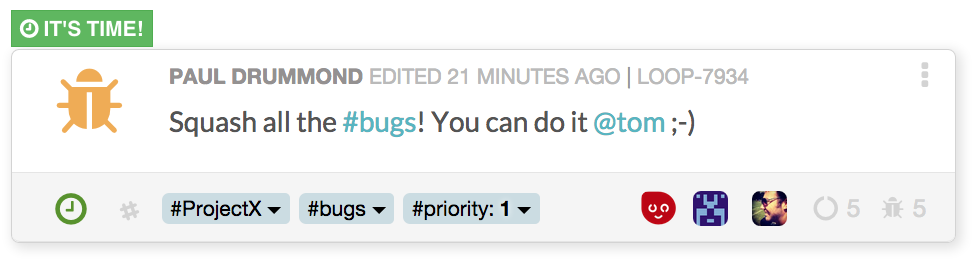 IT'S TIME!
PAUL DRUMMOND EDITED 21 MINUTES AGO | LOOP-7934
Squash all the #bugs! You can do it @tom ;-)
# #ProjectX #bugs #priority: 1 5 5